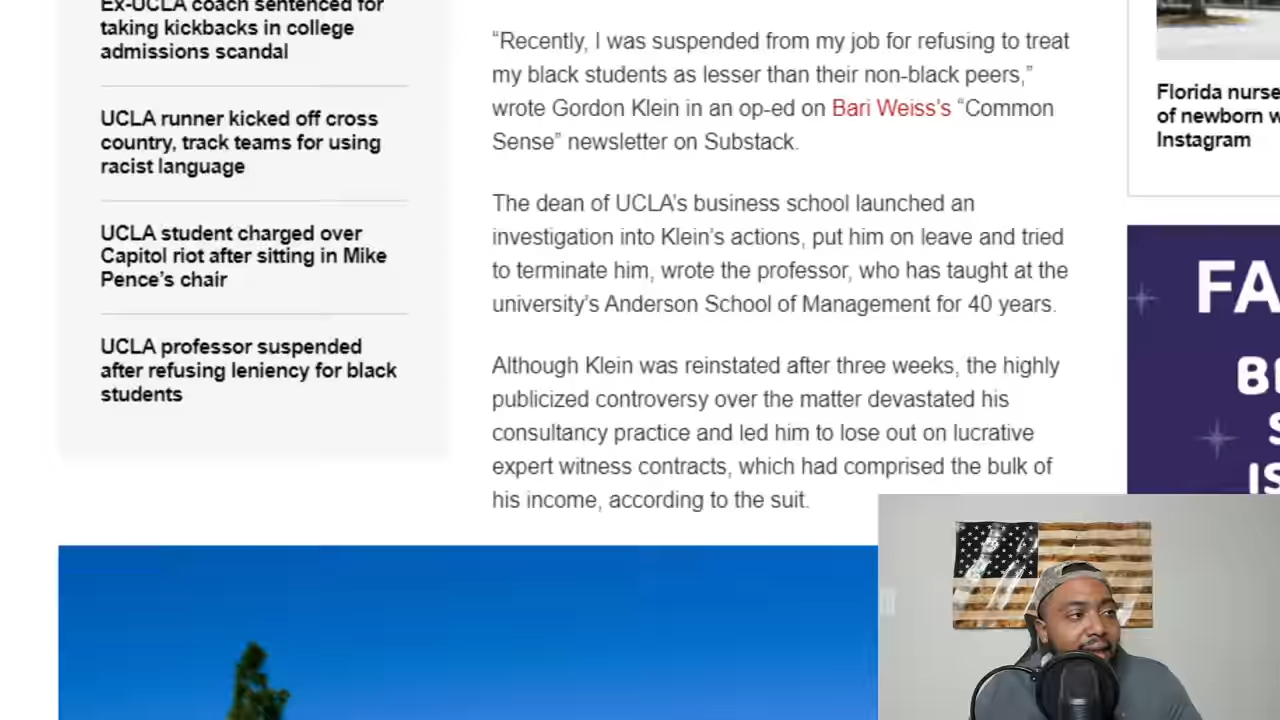 Ex-UCLA coach sentenced for
taking kickbacks in college
admissions scandal
UCLA runner kicked off cross
country, track teams for using
racist language
UCLA student charged over
Capitol riot after sitting in Mike
Pence’s chair
UCLA professor suspended
after refusing leniency for black
students
“Recently, I was suspended from my job for refusing to treat
my black students as lesser than their non-black peers,”
wrote Gordon Klein in an op-ed on Bari Weiss’s “Common
Sense” newsletter on Substack.
The dean of UCLA’s business school launched an
investigation into Klein’s actions, put him on leave and tried
to terminate him, wrote the professor, who has taught at the
university’s Anderson School of Management for 40 years.
Although Klein was reinstated after three weeks, the highly
publicized controversy over the matter devastated his
consultancy practice and led him to lose out on lucrative
expert witness contracts, which had comprised the bulk of
his income, according to the suit.
Florida nurse
of newborn w
Instagram
FA
B
S
IS